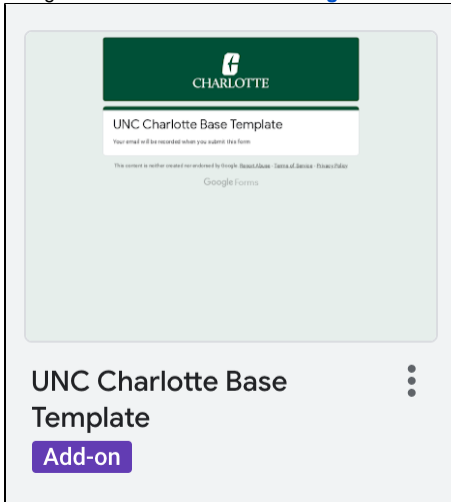 CHARLOTTE
UNC Charlotte Base Template
Your email will be recorded when you submit this form
This content is neither created nor endorsed by Google. Report Abuse - Terms of Service - Privacy Policy
Google Forms
UNC Charlotte Base
Template
Add-on